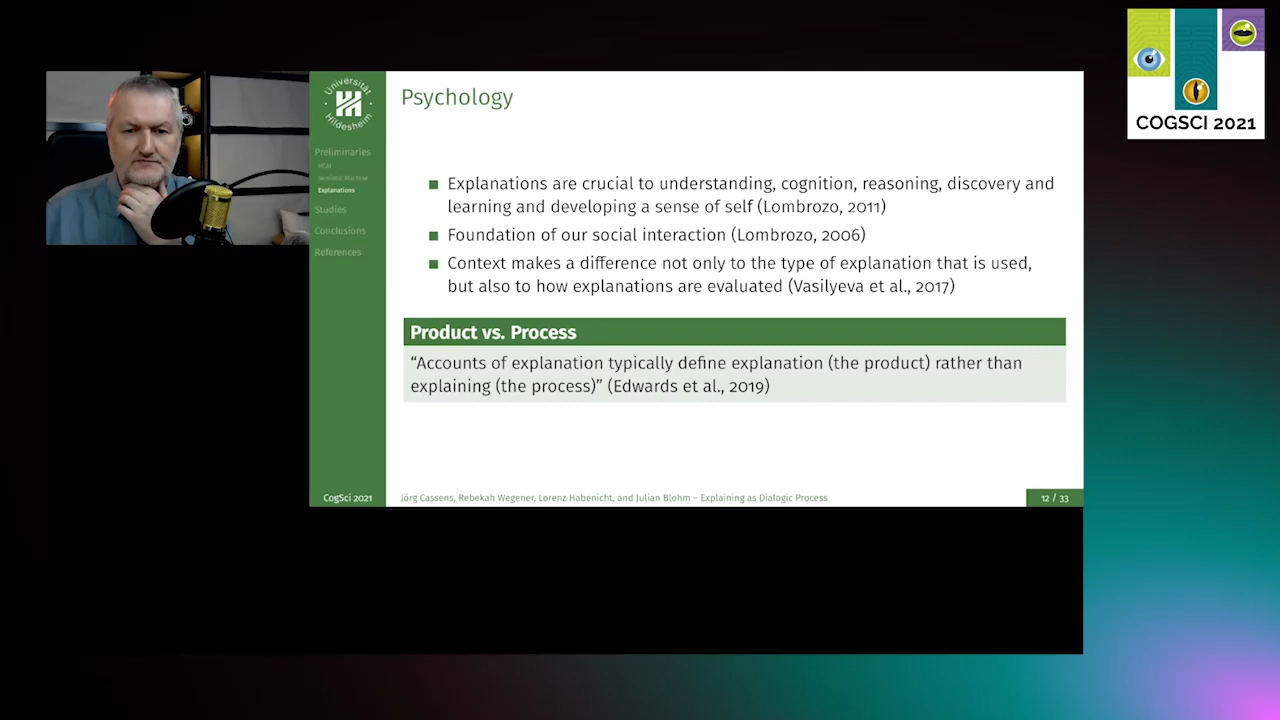 COGSCI 2021
Universität
Hildesheim
Preliminaries
HCAI
Semiotic Machine
Explanations
Studies
Conclusions
References
CogSci 2021
Psychology
Explanations are crucial to understanding, cognition, reasoning, discovery and
learning and developing a sense of self (Lombrozo, 2011)
Foundation of our social interaction (Lombrozo, 2006)
Context makes a difference not only to the type of explanation that is used,
but also to how explanations are evaluated (Vasilyeva et al., 2017)
Product vs. Process
“Accounts of explanation typically define explanation (the product) rather than
explaining (the process)” (Edwards et al., 2019)
Jörg Cassens, Rebekah Wegener, Lorenz Habenicht, and Julian Blohm – Explaining as Dialogic Process
12 / 33